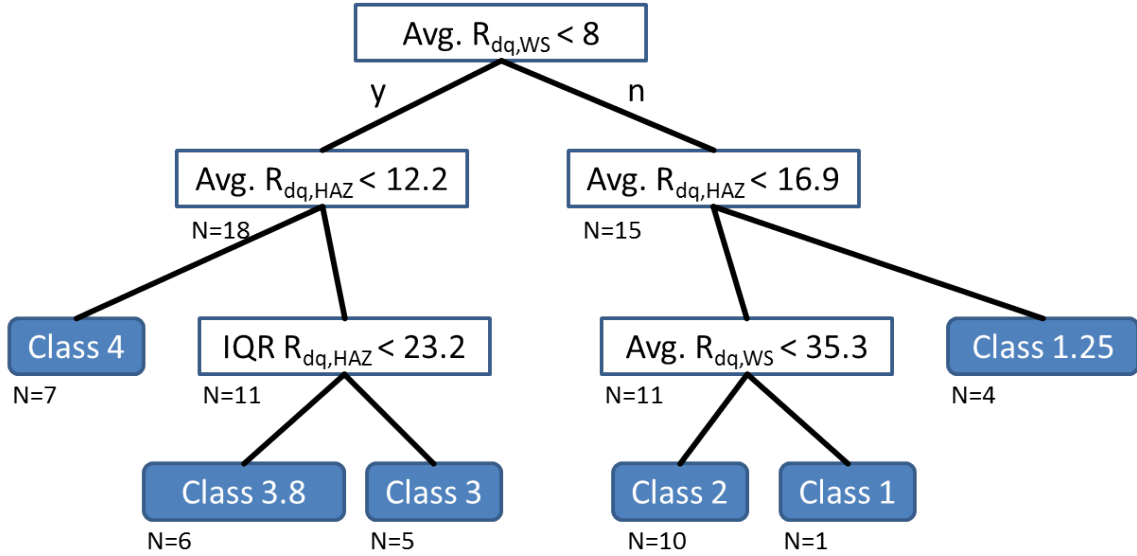 Avg. Rdq,WS < 8
y
n
Avg. Rdq,HAZ < 12.2
Avg. Rdq,HAZ < 16.9
N=18
N=15
Class 4
IQR Rdq,HAZ < 23.2
Avg. Rdq,WS < 35.3
Class 1.25
N=7
N=11
N=11
N=4
Class 3.8
Class 3
Class 2
Class 1
N=6
N=5
N=10
N=1